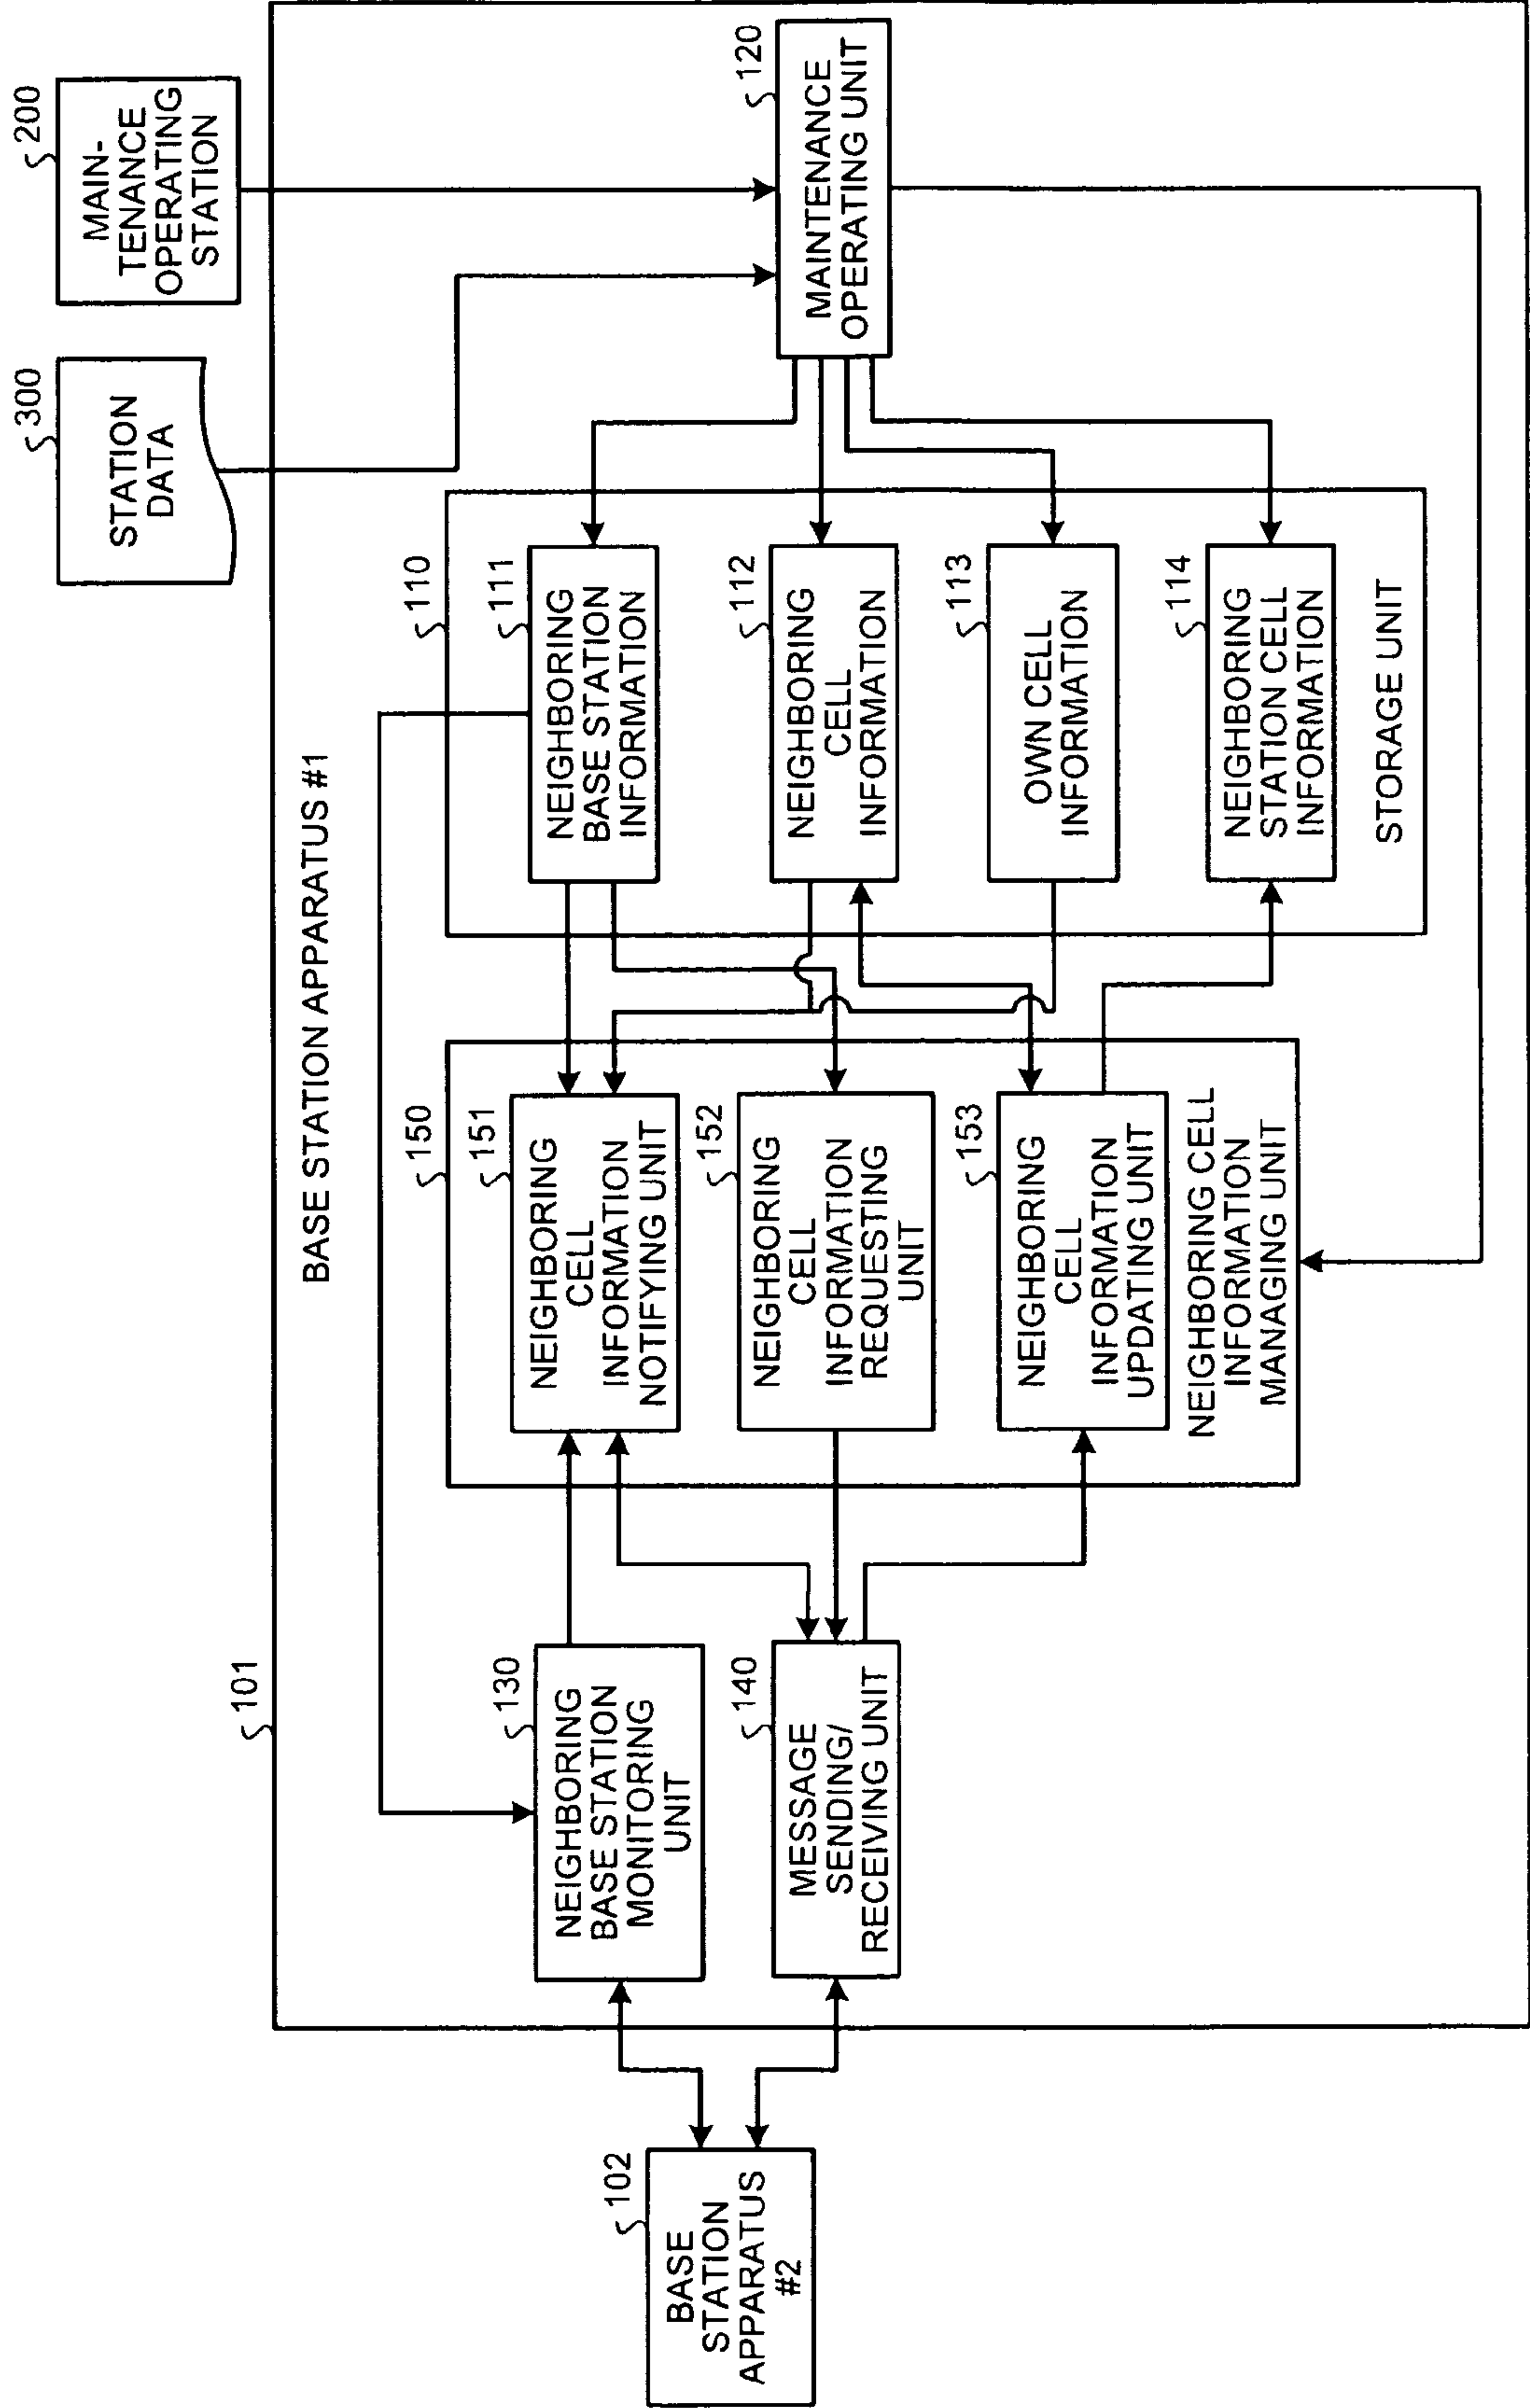 101
BASE STATION APPARATUS #1
102
BASE
STATION
APPARATUS
#2
130
NEIGHBORING
BASE STATION
MONITORING
UNIT
140
MESSAGE
SENDING/
RECEIVING UNIT
150
151
NEIGHBORING
CELL
INFORMATION
NOTIFYING UNIT
152
NEIGHBORING
CELL
INFORMATION
REQUESTING
UNIT
153
NEIGHBORING
CELL
INFORMATION
UPDATING UNIT
NEIGHBORING CELL
INFORMATION
MANAGING UNIT
110
111
NEIGHBORING
BASE STATION
INFORMATION
112
NEIGHBORING
CELL
INFORMATION
113
OWN CELL
INFORMATION
114
NEIGHBORING
STATION CELL
INFORMATION
STORAGE UNIT
300
STATION
DATA
200
MAIN-
TENANCE
OPERATING
STATION
120
MAINTENANCE
OPERATING UNIT